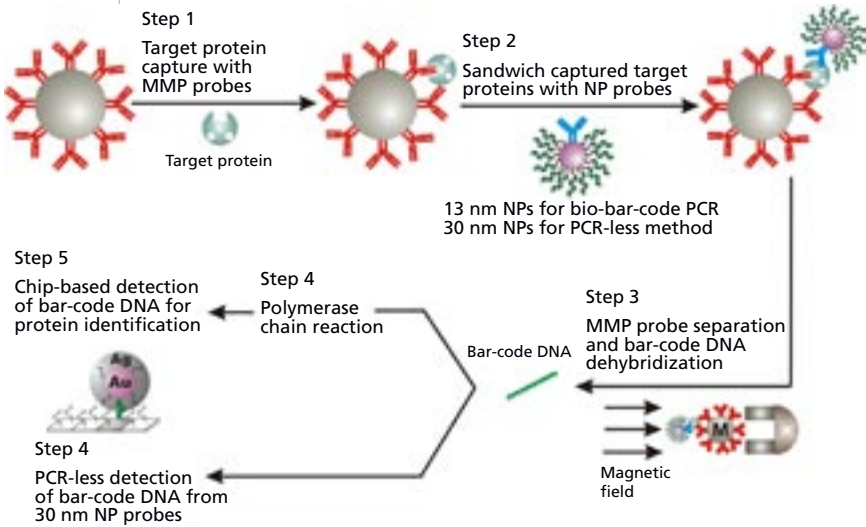 Step 1
Target protein
capture with
MMP probes
Target protein
Step 2
Sandwich captured target
proteins with NP probes
13 nm NPs for bio-bar-code PCR
30 nm NPs for PCR-less method
Step 3
MMP probe separation
and bar-code DNA
dehybridization
M
Magnetic
field
Bar-code DNA
Step 4
Polymerase
chain reaction
Step 5
Chip-based detection
of bar-code DNA for
protein identification
Ag
Au
Step 4
PCR-less detection
of bar-code DNA from
30 nm NP probes